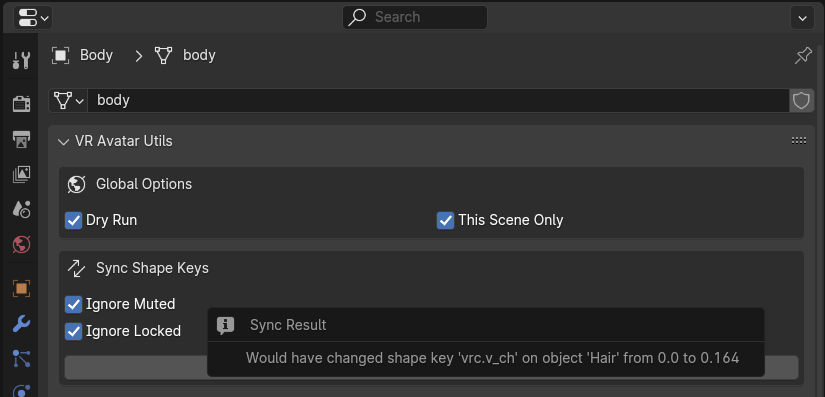 Search
Body > body
body
VR Avatar Utils
Global Options
Dry Run This Scene Only
Sync Shape Keys
Ignore Muted
Ignore Locked
Sync Result
Would have changed shape key 'vrc.v_ch' on object 'Hair' from 0.0 to 0.164